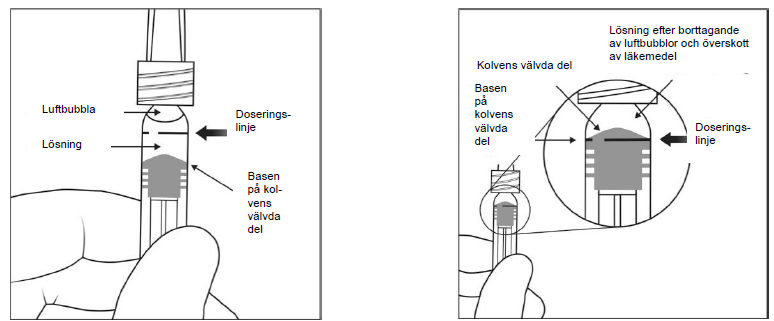 Luftbubbla
Doserings-
linje
Lösning
Basen
på kol-
vens
välvda
del
Lösning efter borttagande
av luftbubblor och överskott
av läkemedel
Kolvens välvda del
Basen
på
kolvens
välvda
del
Doserings-
linje